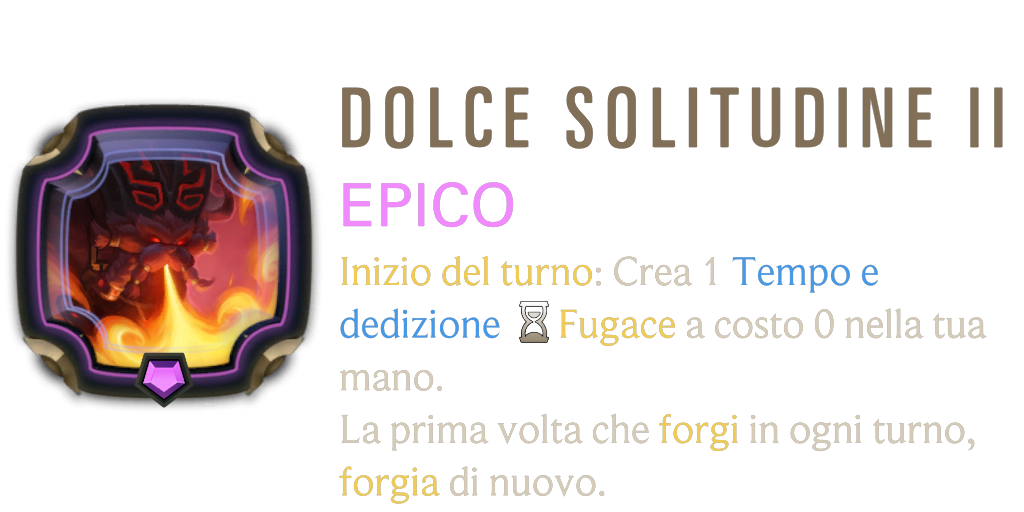 DOLCE SOLITUDINE II
EPICO
Inizio del turno: Crea 1 Tempo e
dedizione Fugace a costo 0 nella tua
mano.
La prima volta che forgi in ogni turno,
forgia di nuovo.